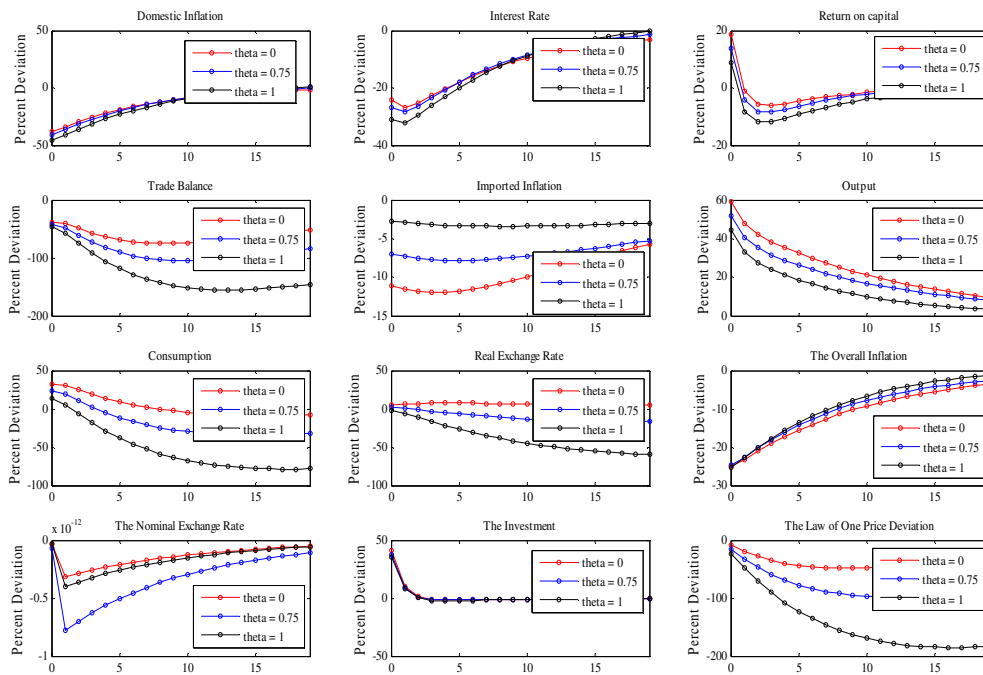 Domestic Inflation
Percent Deviation
50
0
-50
0 5 10 15
theta = 0
theta = 0.75
theta = 1
Interest Rate
Percent Deviation
0
-20
-40
0 5 10 15
theta = 0
theta = 0.75
theta = 1
Return on capital
Percent Deviation
20
0
20
0 5 10 15
theta = 0
theta = 0.75
theta = 1
Trade Balance
Percent Deviation
0
-100
-200
0 5 10 15
theta = 0
theta = 0.75
theta = 1
Imported Inflation
Percent Deviation
0
-5
-10
-15
0 5 10 15
theta = 0
theta = 0.75
theta = 1
Output
Percent Deviation
60
40
20
0
0 5 10 15
theta = 0
theta = 0.75
theta = 1
Consumption
Percent Deviation
50
0
-50
-100
0 5 10 15
theta = 0
theta = 0.75
theta = 1
Real Exchange Rate
Percent Deviation
50
0
-50
-100
0 5 10 15
theta = 0
theta = 0.75
theta = 1
The Overall Inflation
Percent Deviation
0
-10
-20
-30
0 5 10 15
theta = 0
theta = 0.75
theta = 1
x 10^-12
The Nominal Exchange Rate
Percent Deviation
0
-0.5
-1
0 5 10 15
theta = 0
theta = 0.75
theta = 1
The Investment
Percent Deviation
50
0
-50
0 5 10 15
theta = 0
theta = 0.75
theta = 1
The Law of One Price Deviation
Percent Deviation
0
-100
-200
0 5 10 15
theta = 0
theta = 0.75
theta = 1